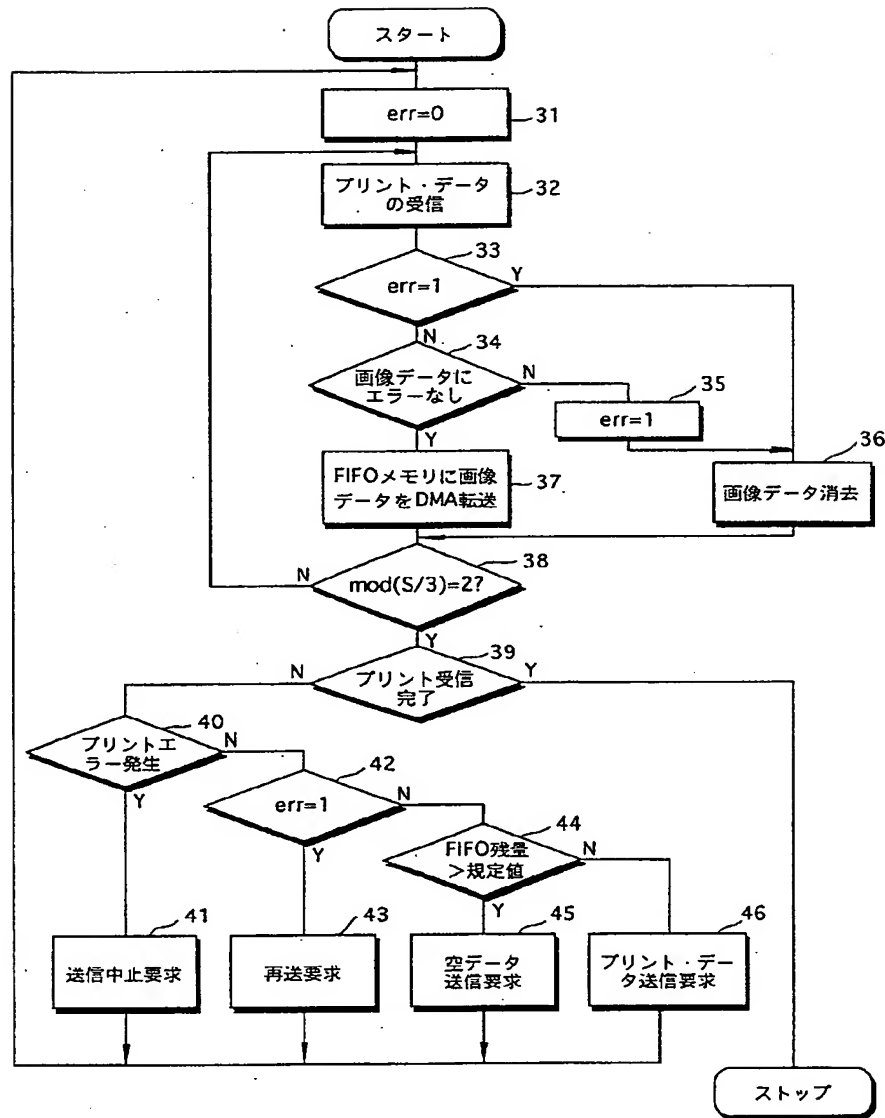 スタート
err=0
31
プリント・データ
の受信
32
33
err=1
Y
N
34
画像データに
エラーなし
N
Y
35
err=1
36
画像データ消去
FIFOメモリに画像
データをDMA転送
37
38
mod(S/3)=2?
N
Y
39
プリント受信
完了
N
Y
40
プリントエ
ラー発生
N
Y
42
err=1
N
Y
44
FIFO残量
>規定値
N
Y
41
送信中止要求
43
再送要求
45
空データ
送信要求
46
プリント・デー
タ送信要求
ストップ